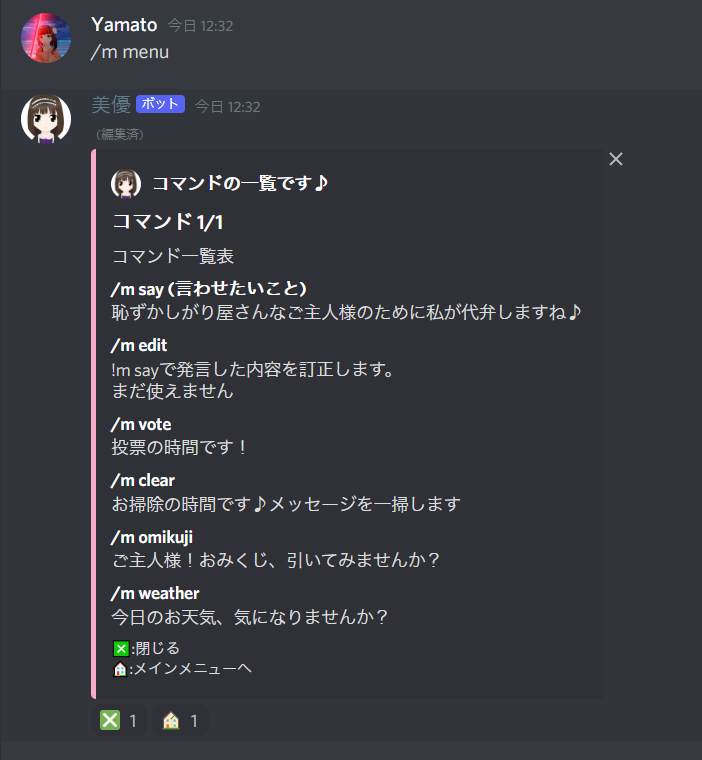 Yamato 今日 12:32
/m menu
美優 ボット 今日 12:32
(編集済)
コマンドの一覧です♪
コマンド 1/1
コマンド一覧表
/m say (言わせたいこと)
恥ずかしがり屋さんなご主人様のために私が代弁しますね♪
/m edit
!m sayで発言した内容を訂正します。
まだ使えません
/m vote
投票の時間です！
/m clear
お掃除の時間です♪メッセージを一掃します
/m omikuji
ご主人様！おみくじ、引いてみませんか？
/m weather
今日のお天気、気になりませんか？
❎:閉じる
🏠:メインメニューへ
❎ 1 🏠 1